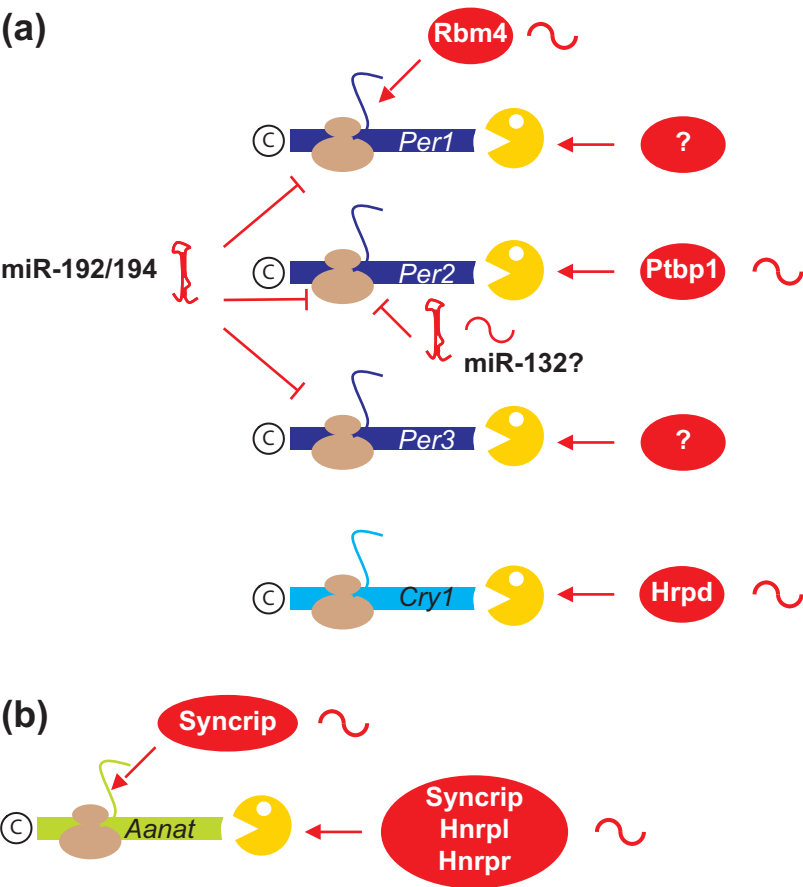 (a)
Rbm4
C
Per1
?
miR-192/194
C
Per2
Ptbp1
miR-132?
C
Per3
?
C
Cry1
Hrpd
(b)
Syncrip
C
Aanat
Syncrip
Hnrpl
Hnrpr